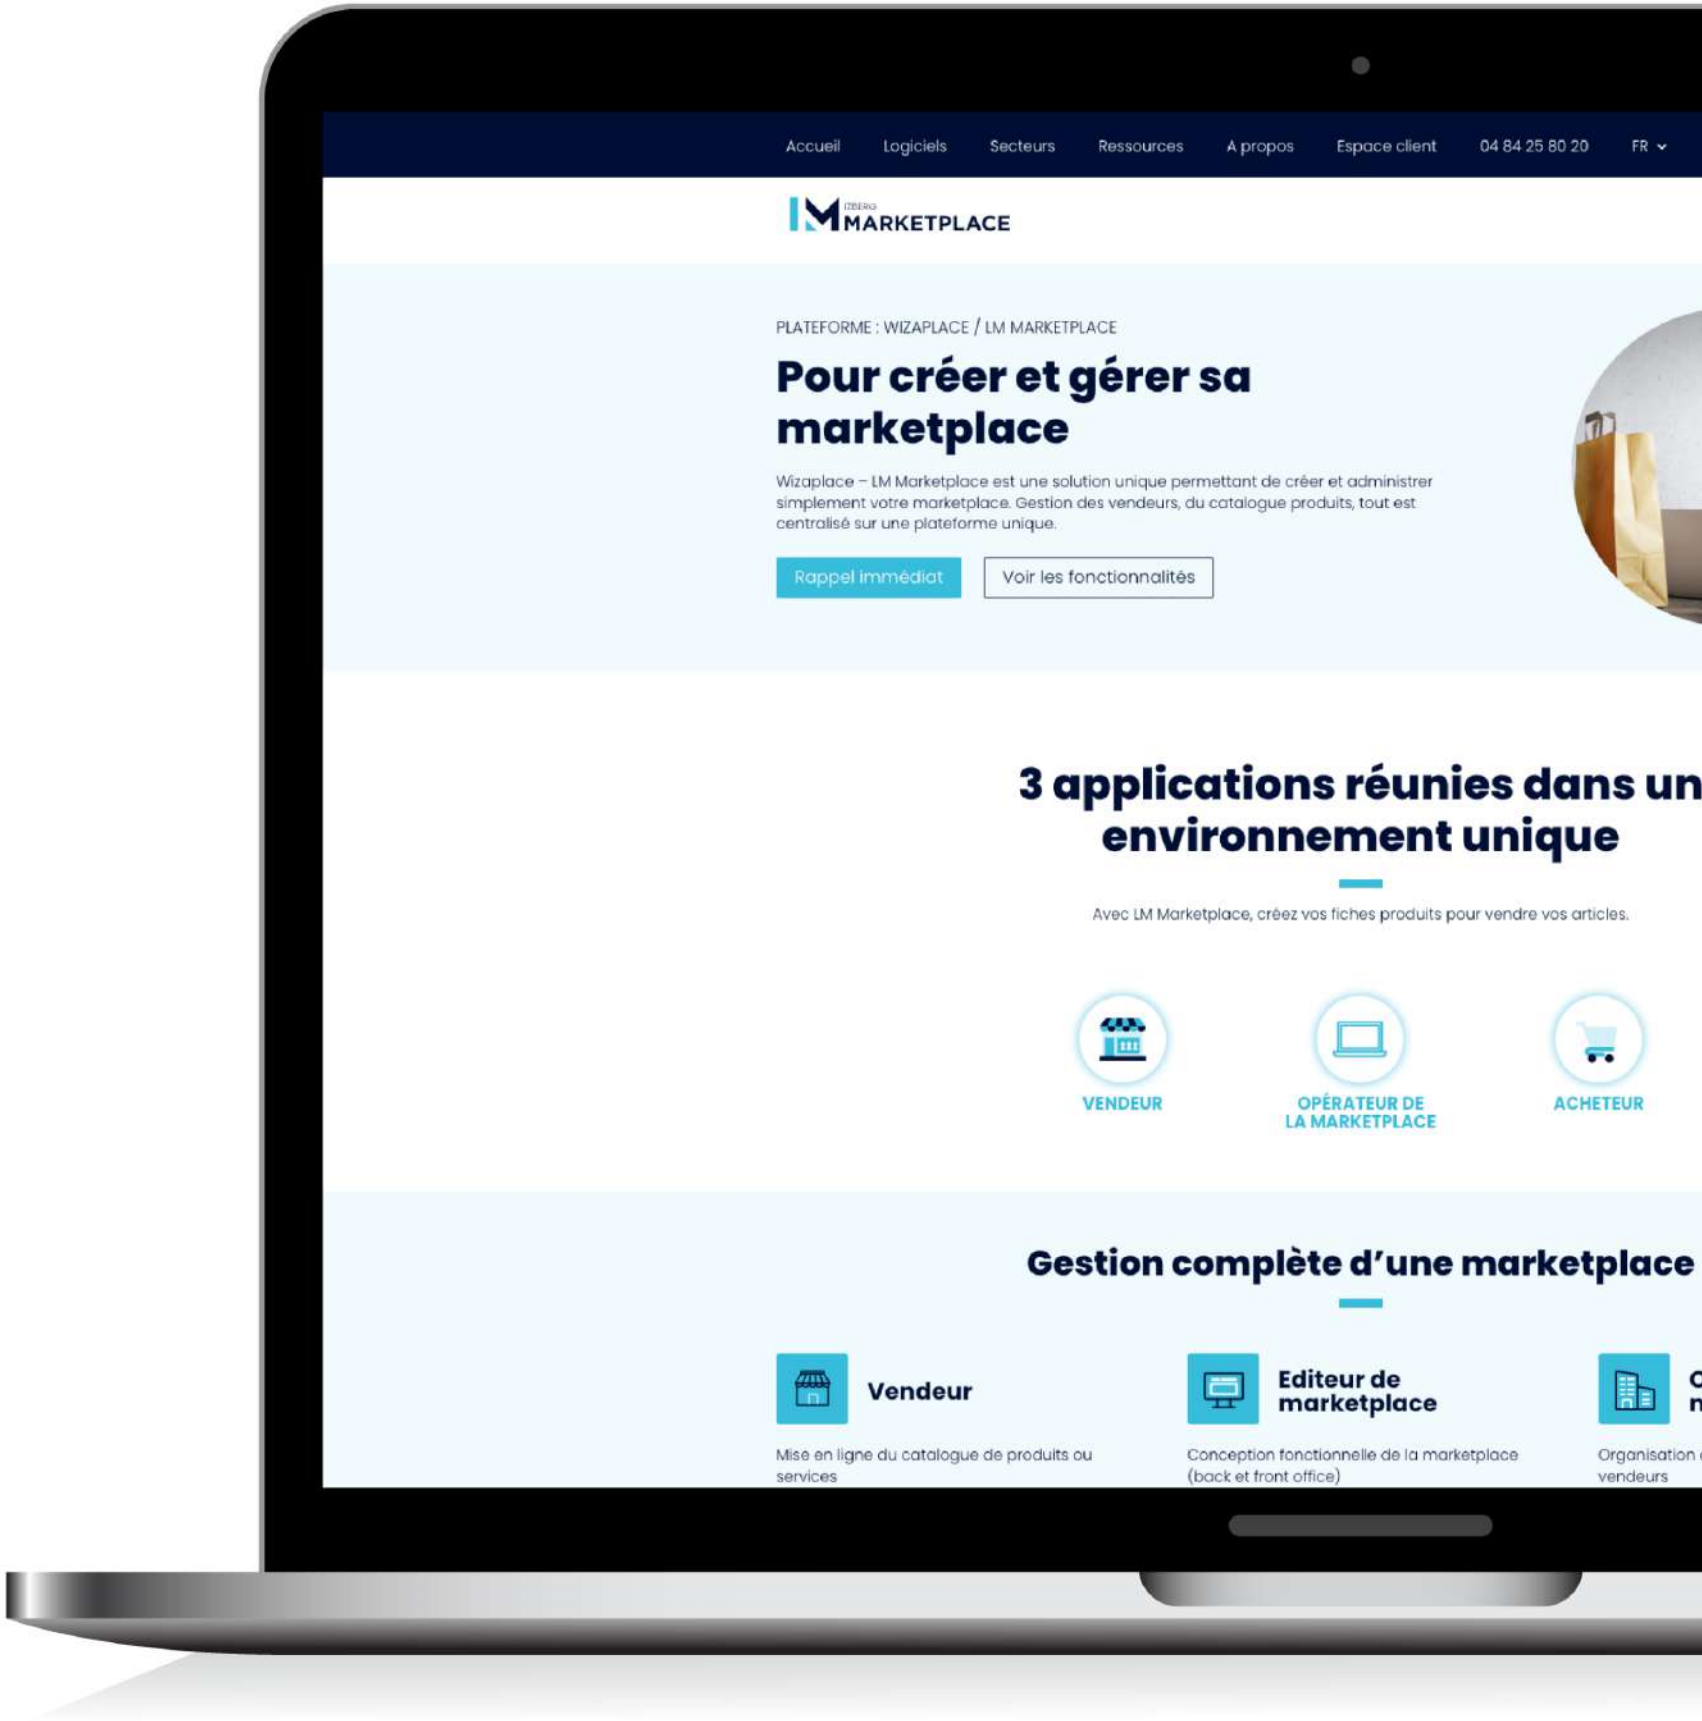 Accueil Logiciels Secteurs Ressources A propos Espace client 04 84 25 80 20 FR
IZBERG
MARKETPLACE
PLATEFORME : WIZAPLACE / LM MARKETPLACE
Pour créer et gérer sa
marketplace
Wizaplace – LM Marketplace est une solution unique permettant de créer et administrer
simplement votre marketplace. Gestion des vendeurs, du catalogue produits, tout est
centralisé sur une plateforme unique.
Rappel immédiat Voir les fonctionnalités
3 applications réunies dans un
environnement unique
Avec LM Marketplace, créez vos fiches produits pour vendre vos articles.
VENDEUR OPÉRATEUR DE ACHETEUR
LA MARKETPLACE
Gestion complète d’une marketplace
Vendeur
Editeur de
marketplace
Mise en ligne du catalogue de produits ou
services
Conception fonctionnelle de la marketplace
(back et front office)
Organisation
vendeurs